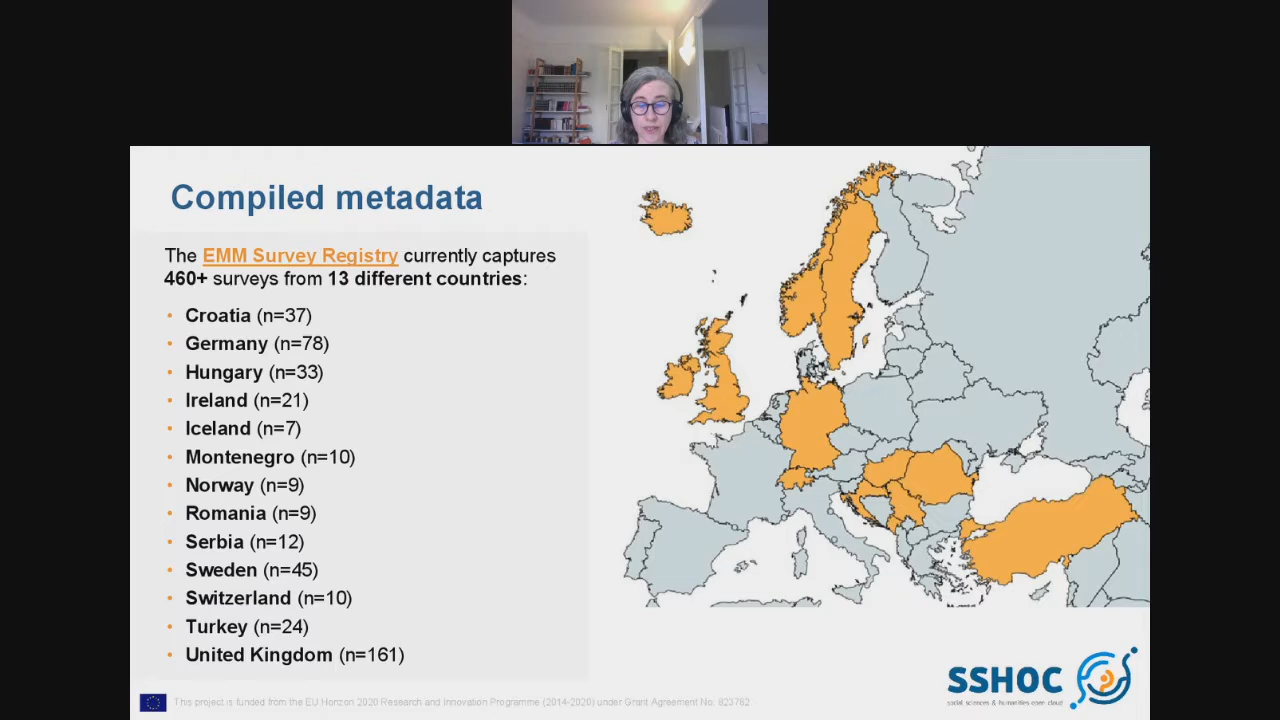 Compiled metadata
The EMM Survey Registry currently captures
460+ surveys from 13 different countries:
• Croatia (n=37)
• Germany (n=78)
• Hungary (n=33)
• Ireland (n=21)
• Iceland (n=7)
• Montenegro (n=10)
• Norway (n=9)
• Romania (n=9)
• Serbia (n=12)
• Sweden (n=45)
• Switzerland (n=10)
• Turkey (n=24)
• United Kingdom (n=161)
SSHOC
social sciences & humanities open cloud
This project is funded from the EU Horizon 2020 Research and Innovation Programme (2014-2020) under Grant Agreement No. 823782